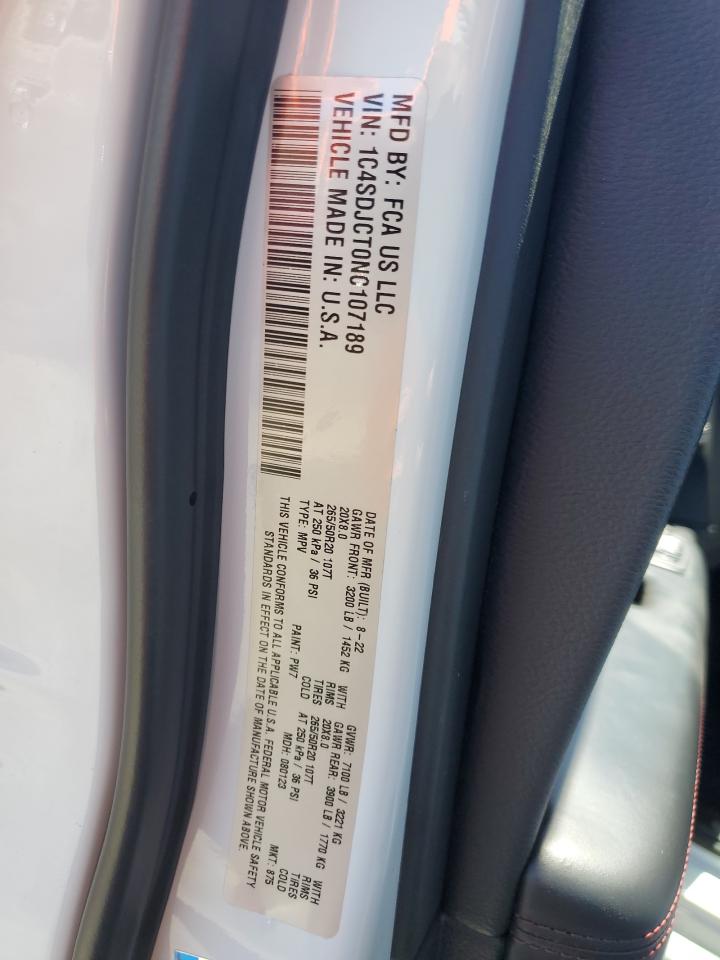 MFD BY: FCA US LLC
VIN: 1C4SDJCT0NC107189
VEHICLE MADE IN: U.S.A.
DATE OF MFR (BUILT): 8-22 GVWR: 7100 LB / 3221 KG
GAWR FRONT: 3200 LB / 1452 KG WITH GAWR REAR: 3900 LB / 1770 KG WITH
20X8.0 RIMS 20X8.0 RIMS
265/50R20 107T TIRES 265/50R20 107T TIRES
AT 250 kPa / 36 PSI COLD AT 250 kPa / 36 PSI COLD
TYPE: MPV PAINT: PW7 MDH: 080123 MKT: 875
THIS VEHICLE CONFORMS TO ALL APPLICABLE U.S.A. FEDERAL MOTOR VEHICLE SAFETY
STANDARDS IN EFFECT ON THE DATE OF MANUFACTURE SHOWN ABOVE.